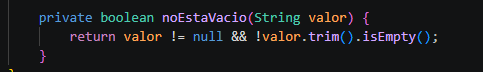 private boolean noEstaVacio(String valor) {
return valor != null && !valor.trim().isEmpty();
}